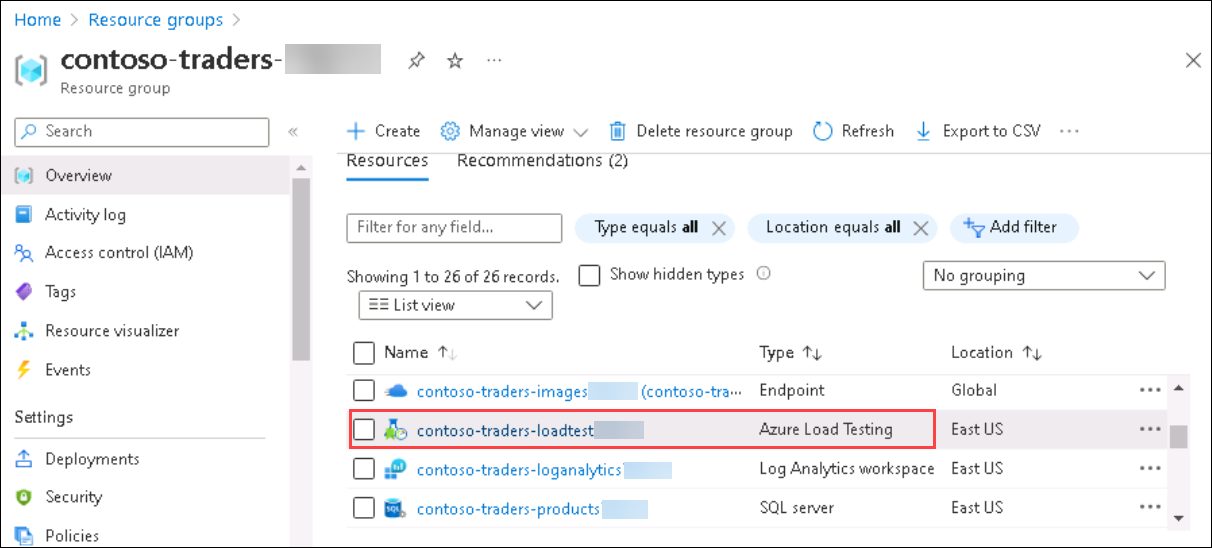 Home > Resource groups >
contoso-traders-
Resource group
Search
«
Create Manage view Delete resource group Refresh Export to CSV ...
Resources Recommendations (2)
Overview
Activity log
Access control (IAM)
Tags
Resource visualizer
Events
Settings
Deployments
Security
Policies
Filter for any field... Type equals all Location equals all Add filter
Showing 1 to 26 of 26 records. Show hidden types No grouping
List view
Name Type Location
contoso-traders-images (contoso-tra... Endpoint Global
contoso-traders-loadtest Azure Load Testing East US
contoso-traders-loganalytics Log Analytics workspace East US
SQL contoso-traders-products SQL server East US